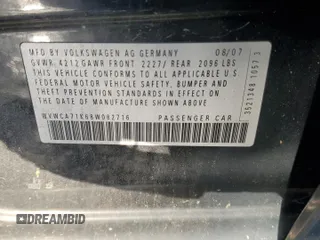 MFD BY VOLKSWAGEN AG GERMANY 08/07
GVWR 4212 GAWR FRONT 2227/ REAR 2096 LBS
THIS VEHICLE CONFORMS TO ALL APPLICABLE
FEDERAL MOTOR VEHICLE SAFETY, BUMPER AND
THEFT PREVENTION STANDARDS IN EFFECT ON
DATE OF MANUFACTURE SHOWN ABOVE
PASSENGER CAR
DREAMBID
DREAMBID.COM